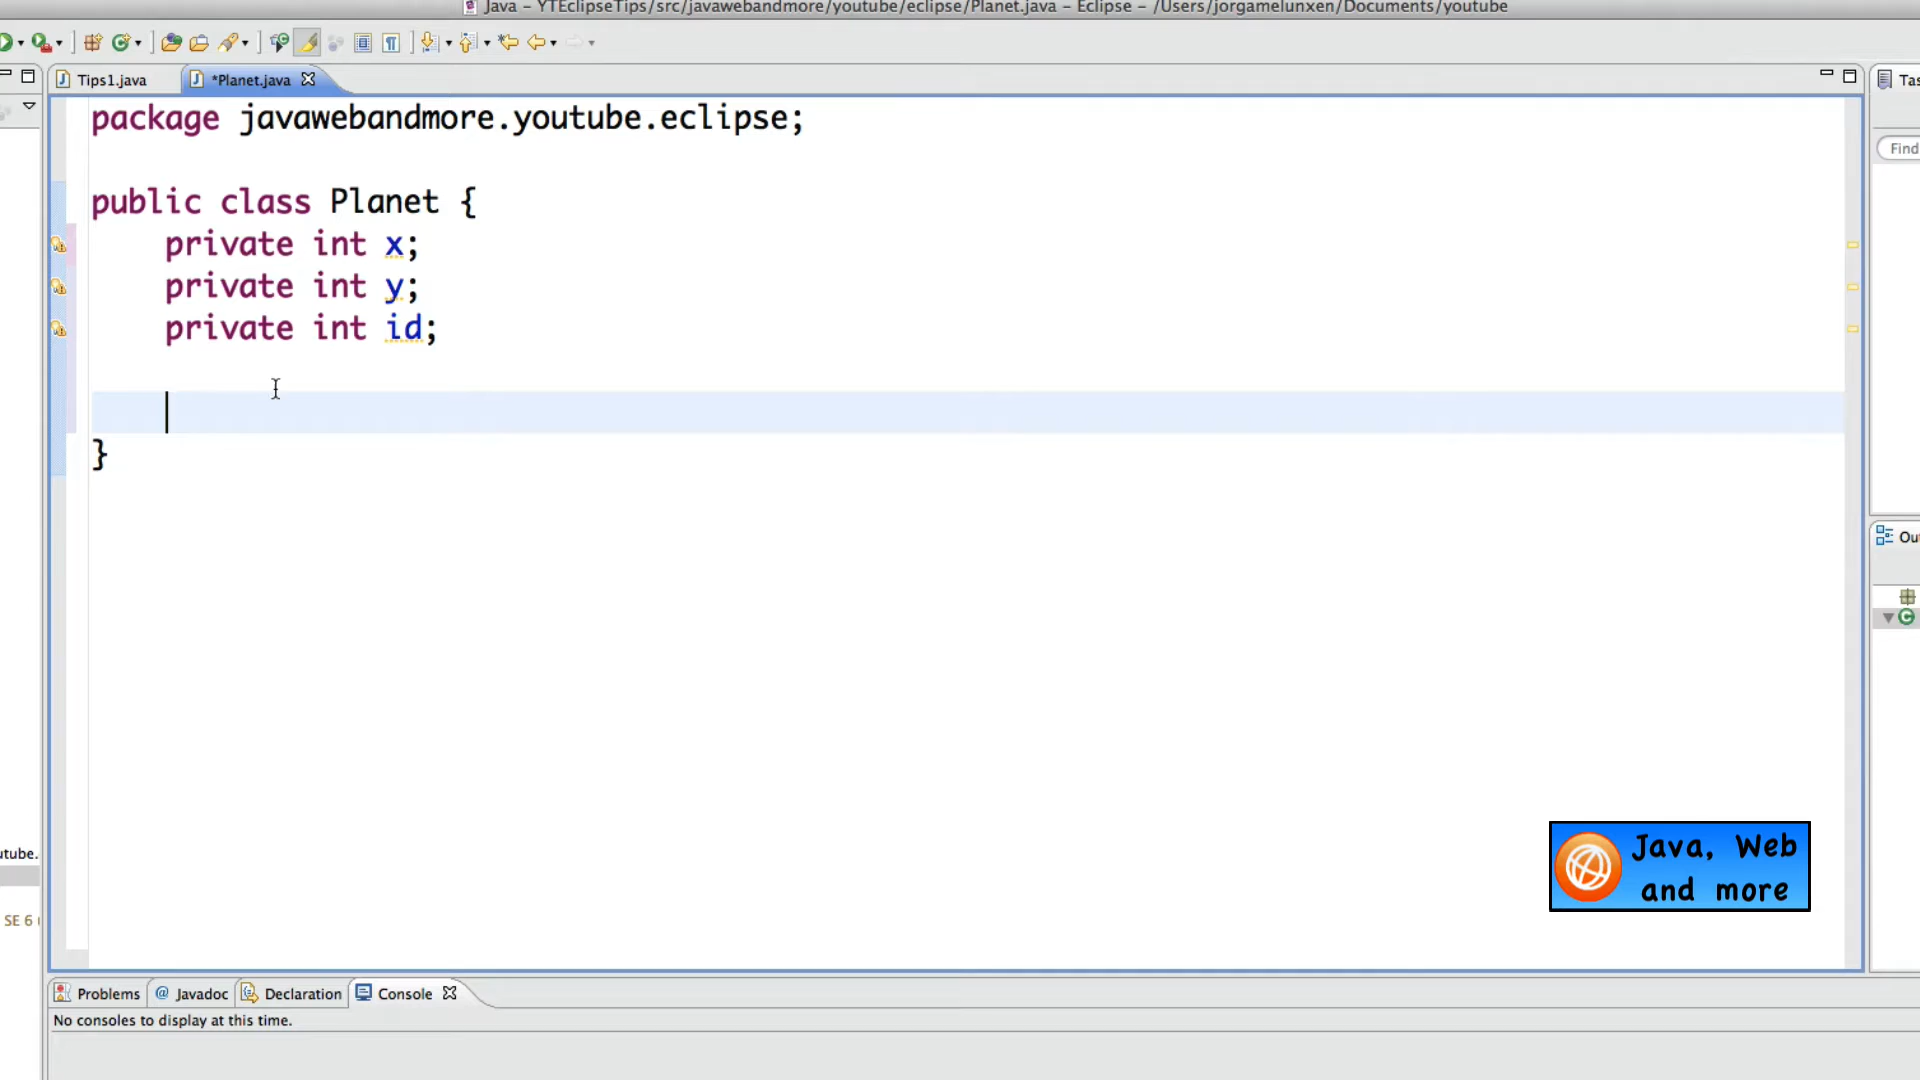 Java - YTEclipseTips/src/javawebandmore/youtube/eclipse/Planet.java - Eclipse - /Users/jorgamelunxen/Documents/youtube
Tips1.java
*Planet.java
Tas
package javawebandmore.youtube.eclipse;
Find
public class Planet {
private int x;
private int y;
private int id;
}
Ou
utube.
SE 6
Java, Web
and more
Problems
Javadoc
Declaration
Console
No consoles to display at this time.